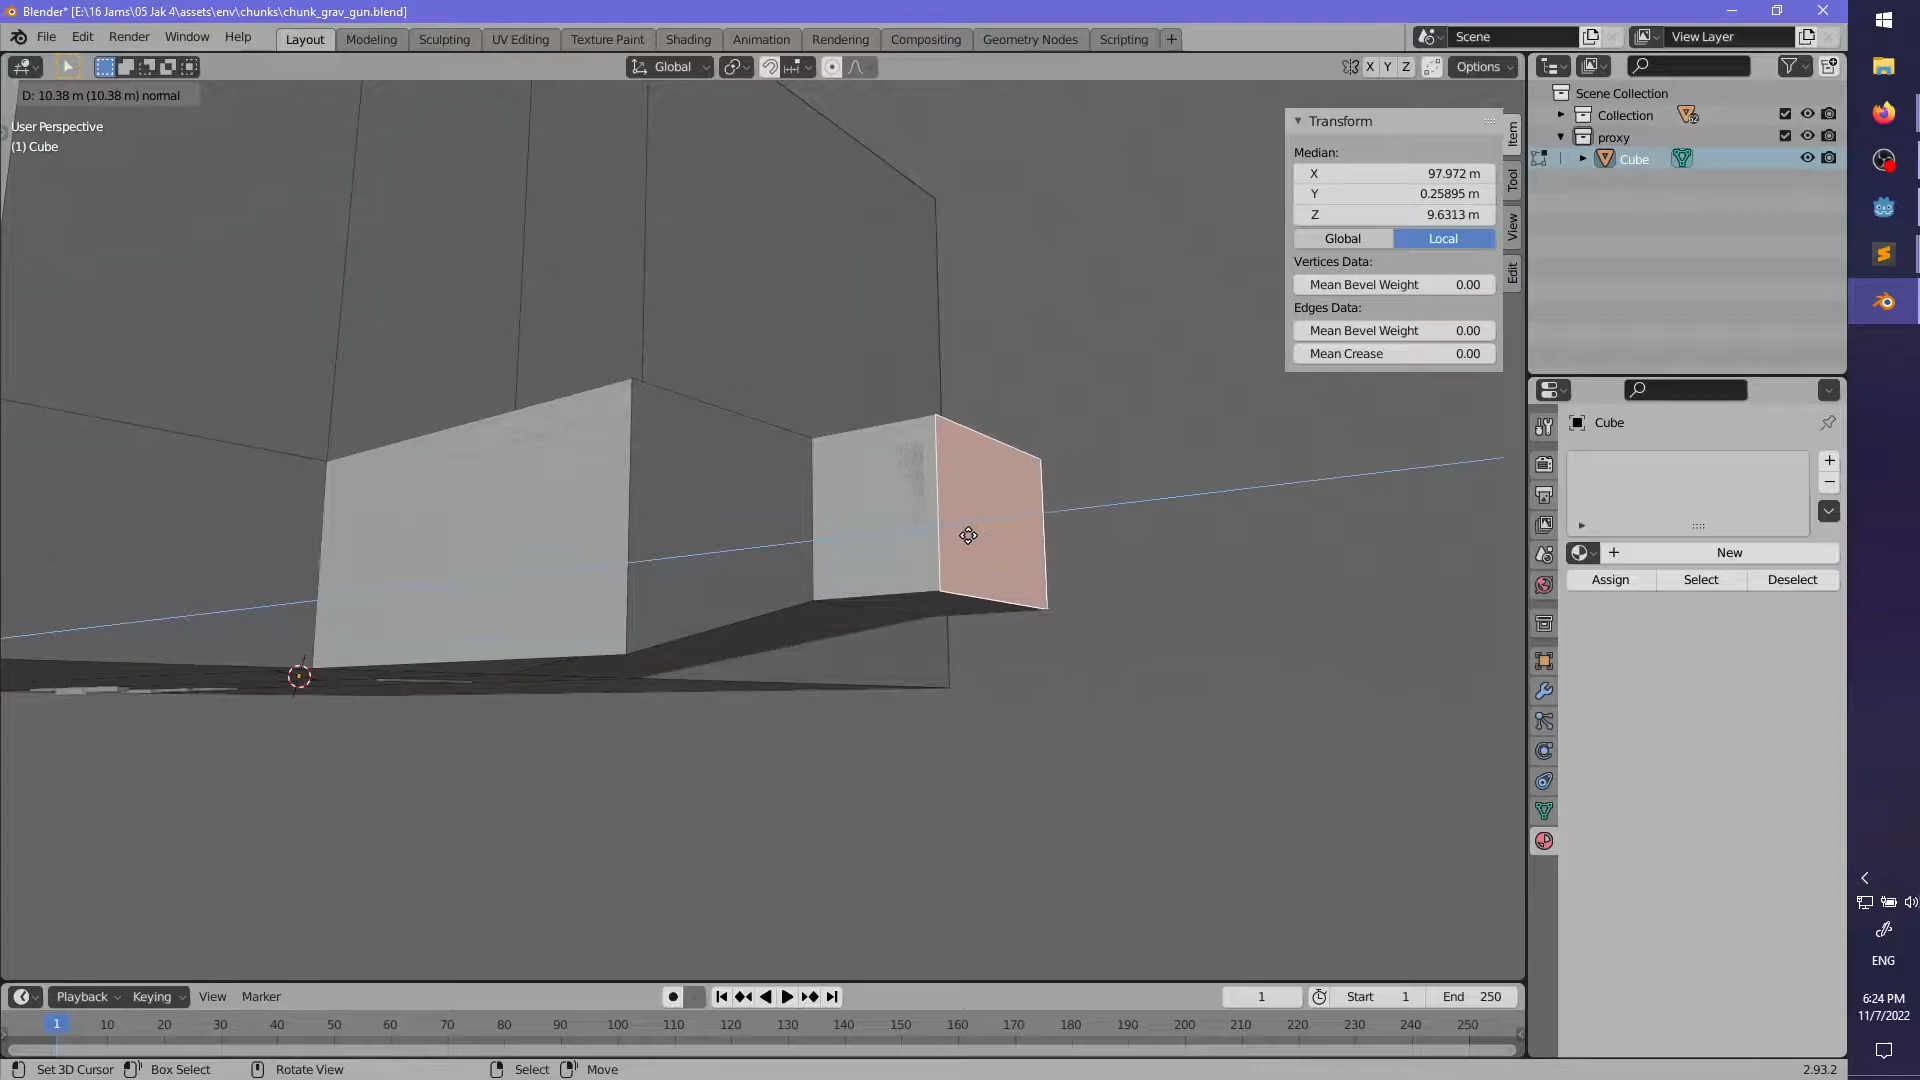 Blender* [E:\16 Jams\05 Jak 4\assets\env\chunks\chunk_grav_gun.blend]
File Edit Render Window Help Layout Modeling Sculpting UV Editing Texture Paint Shading Animation Rendering Compositing Geometry Nodes Scripting + Scene View Layer
Global X Y Z Options
D: 10.38 m (10.38 m) normal
User Perspective
(1) Cube
Transform
Median:
X 97.972 m
Y 0.25895 m
Z 9.6313 m
Global Local
Vertices Data:
Mean Bevel Weight 0.00
Edges Data:
Mean Bevel Weight 0.00
Mean Crease 0.00
Item
Tool
View
Edit
Scene Collection
Collection 62
proxy
Cube
Cube
+
−
+ New
Assign Select Deselect
Playback Keying View Marker 1 Start 1 End 250
1 10 20 30 40 50 60 70 80 90 100 110 120 130 140 150 160 170 180 190 200 210 220 230 240 250
Set 3D Cursor Box Select Rotate View Select Move 2.93.2
ENG
6:24 PM
11/7/2022